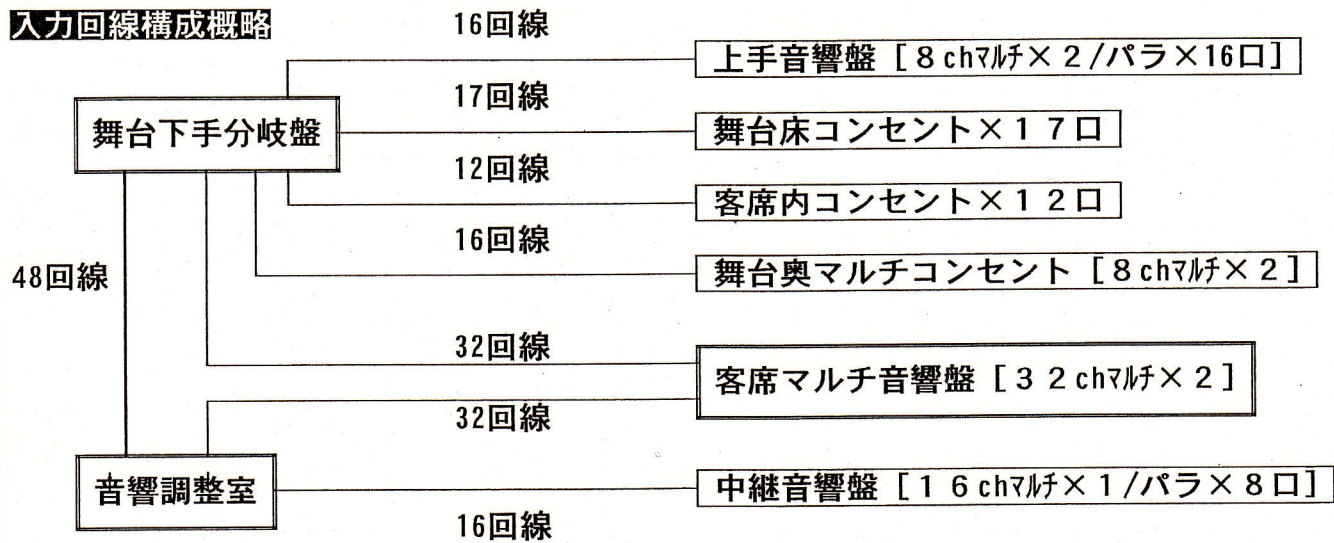 入力回線構成概略
16回線
上手音響盤［8chﾏﾙﾁ×2/パラ×16口］
17回線
舞台下手分岐盤
舞台床コンセント×17口
12回線
客席内コンセント×12口
16回線
48回線
舞台奥マルチコンセント［8chﾏﾙﾁ×2］
32回線
客席マルチ音響盤［32chﾏﾙﾁ×2］
32回線
音響調整室
中継音響盤［16chﾏﾙﾁ×1/パラ×8口］
16回線